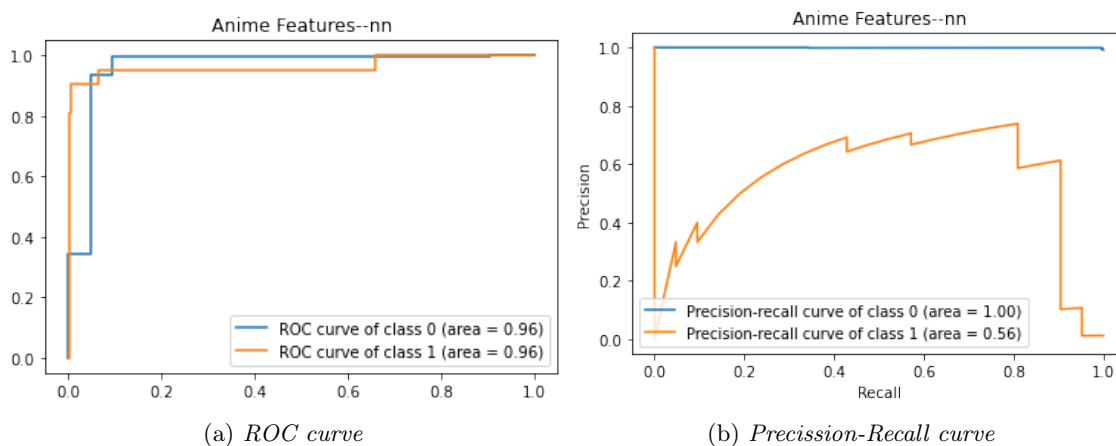 Anime Features--nn
1.0
0.8
0.6
0.4
0.2
0.0
0.0 0.2 0.4 0.6 0.8 1.0
ROC curve of class 0 (area = 0.96)
ROC curve of class 1 (area = 0.96)
(a) ROC curve
Anime Features--nn
1.0
0.8
0.6
0.4
0.2
0.0
Precision
0.0 0.2 0.4 0.6 0.8 1.0
Recall
Precision-recall curve of class 0 (area = 1.00)
Precision-recall curve of class 1 (area = 0.56)
(b) Precission-Recall curve